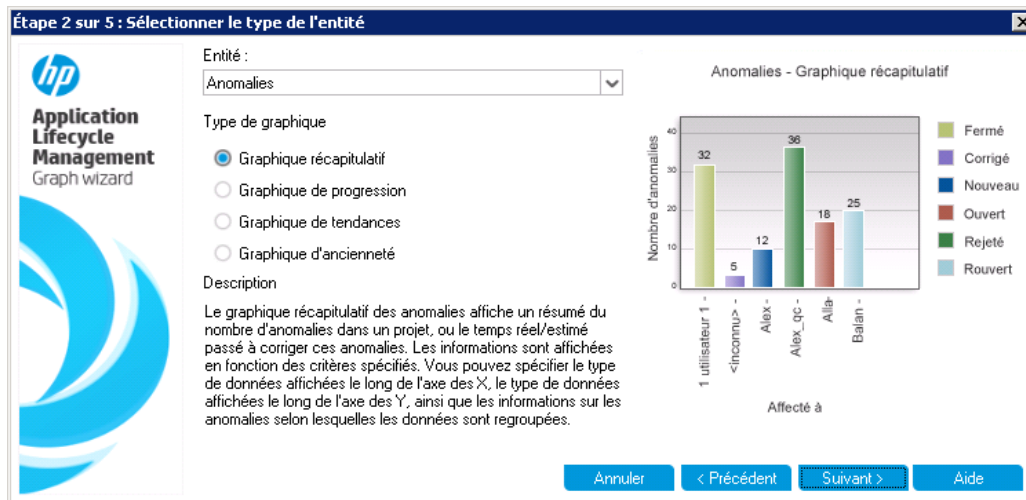 Étape 2 sur 5 : Sélectionner le type de l'entité
hp
Application
Lifecycle
Management
Graph wizard
Entité :
Anomalies
Type de graphique
Graphique récapitulatif
Graphique de progression
Graphique de tendances
Graphique d'ancienneté
Description
Le graphique récapitulatif des anomalies affiche un résumé du
nombre d'anomalies dans un projet, ou le temps réel/estimé
passé à corriger ces anomalies. Les informations sont affichées
en fonction des critères spécifiés. Vous pouvez spécifier le type
de données affichées le long de l'axe des X, le type de données
affichées le long de l'axe des Y, ainsi que les informations sur les
anomalies selon lesquelles les données sont regroupées.
Anomalies - Graphique récapitulatif
Nombre d'anomalies
40
30
20
10
0
32
5
12
36
18
25
1 utilisateur 1 -
<inconnu> -
Alex -
Alex_qc -
Alla-
Balan -
Affecté à
Fermé
Corrigé
Nouveau
Ouvert
Rejeté
Rouvert
Annuler
< Précédent
Suivant >
Aide